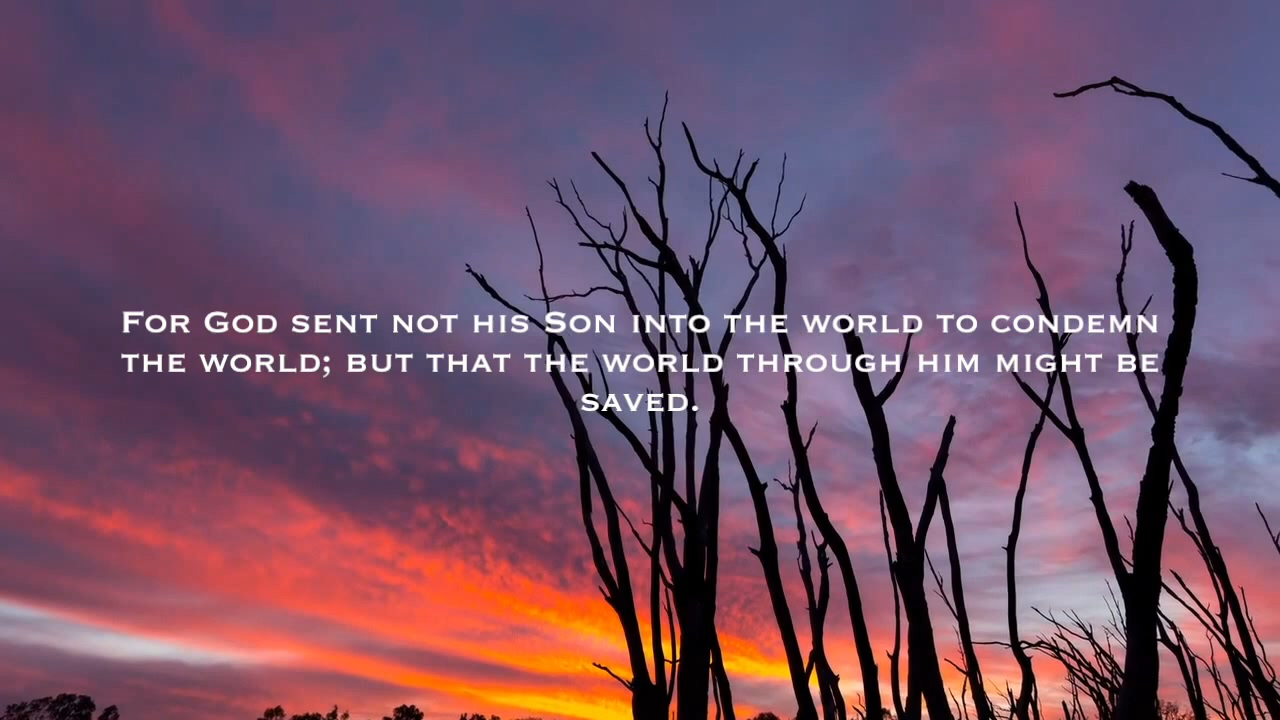 For God sent not his Son into the world to condemn
the world; but that the world through him might be
saved.